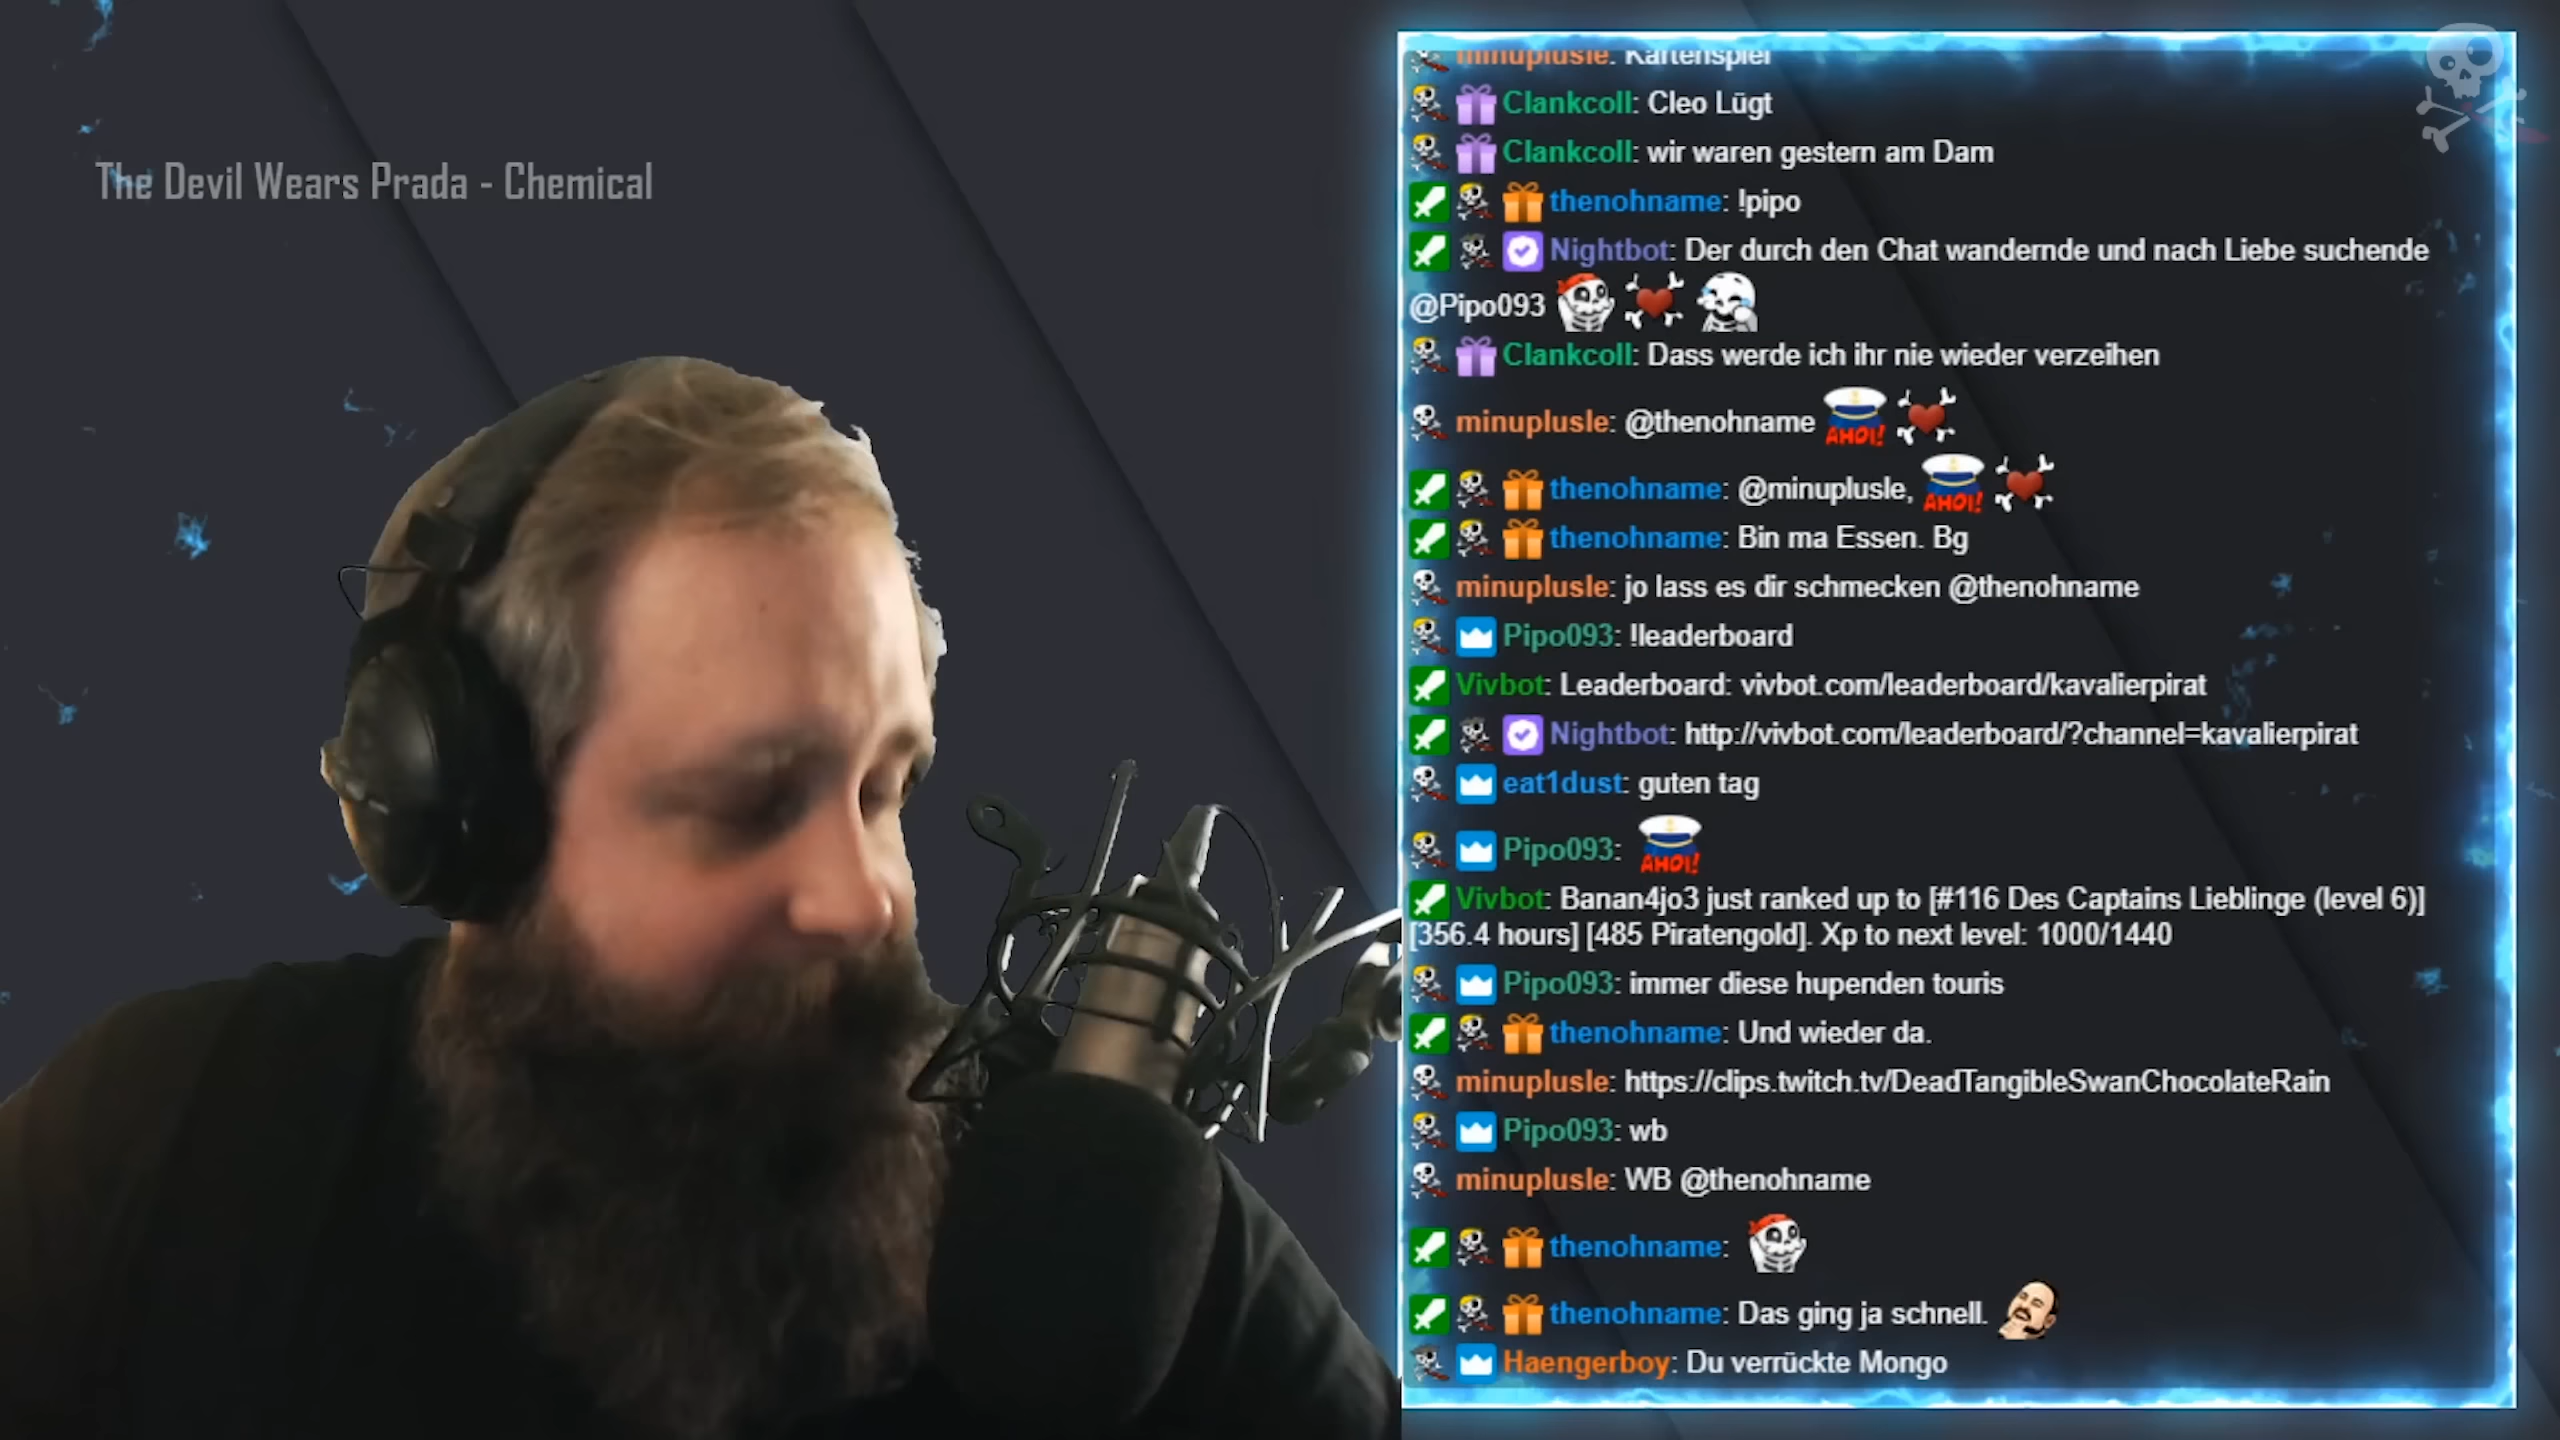 The Devil Wears Prada - Chemical
minuplusle: Kartenspiel
Clankcoll: Cleo Lügt
Clankcoll: wir waren gestern am Dam
thenohname: !pipo
Nightbot: Der durch den Chat wandernde und nach Liebe suchende
@Pipo093
Clankcoll: Dass werde ich ihr nie wieder verzeihen
minuplusle: @thenohname AHOI!
thenohname: @minuplusle, AHOI!
thenohname: Bin ma Essen. Bg
minuplusle: jo lass es dir schmecken @thenohname
Pipo093: !leaderboard
Vivbot: Leaderboard: vivbot.com/leaderboard/kavalierpirat
Nightbot: http://vivbot.com/leaderboard/?channel=kavalierpirat
eat1dust: guten tag
Pipo093: AHOI!
Vivbot: Banan4jo3 just ranked up to [#116 Des Captains Lieblinge (level 6)]
[356.4 hours] [485 Piratengold]. Xp to next level: 1000/1440
Pipo093: immer diese hupenden touris
thenohname: Und wieder da.
minuplusle: https://clips.twitch.tv/DeadTangibleSwanChocolateRain
Pipo093: wb
minuplusle: WB @thenohname
thenohname:
thenohname: Das ging ja schnell.
Haengerboy: Du verrückte Mongo